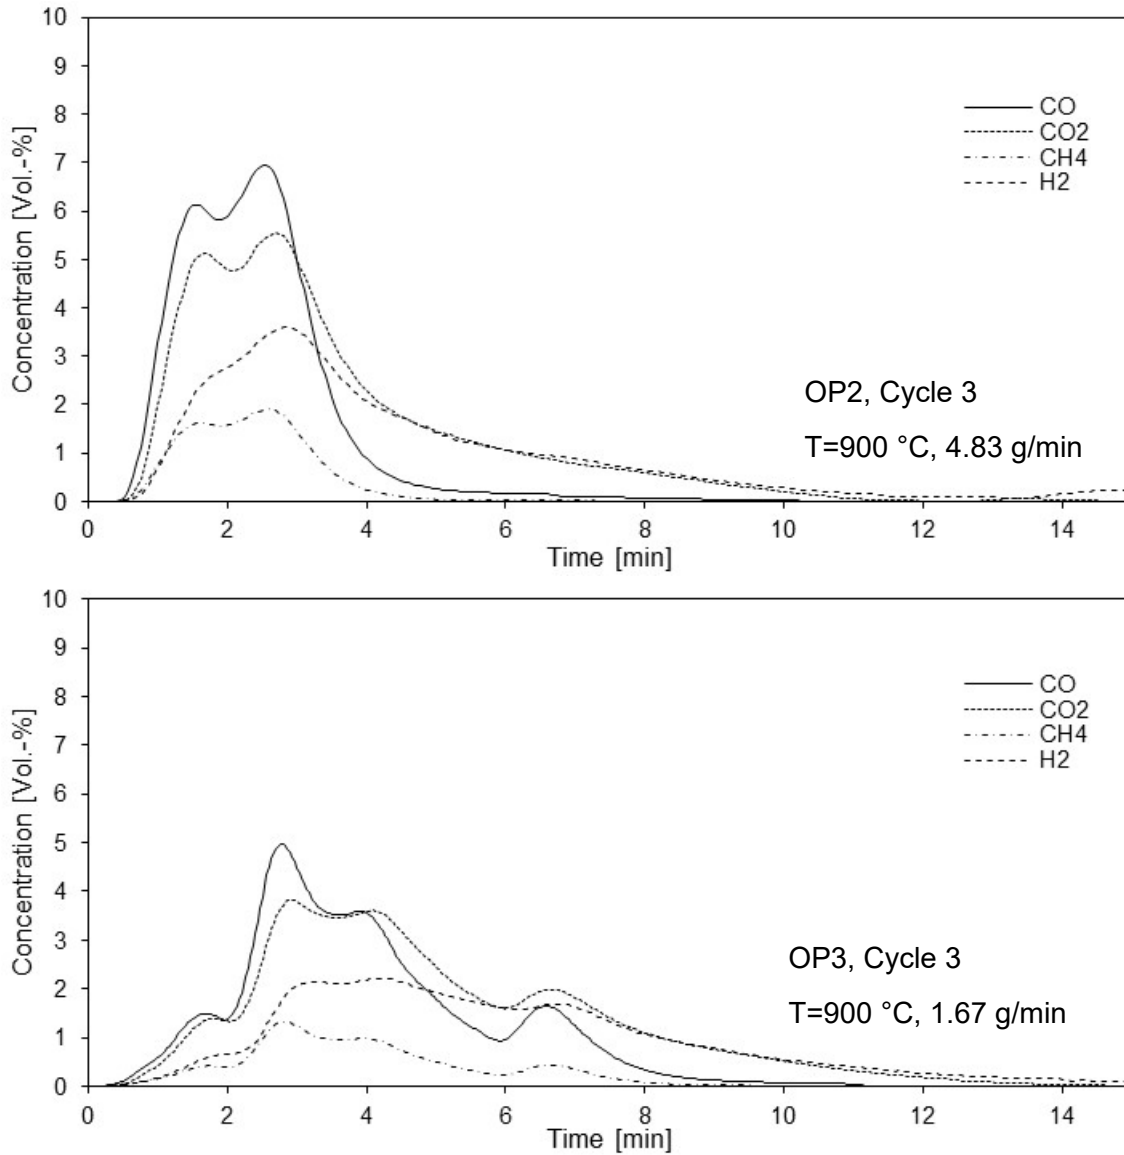 Concentration [Vol.-%]
10
9
8
7
6
5
4
3
2
1
0
CO
CO2
CH4
H2
OP2, Cycle 3
T=900 °C, 4.83 g/min
0 2 4 6 8 10 12 14
Time [min]
Concentration [Vol.-%]
10
9
8
7
6
5
4
3
2
1
0
CO
CO2
CH4
H2
OP3, Cycle 3
T=900 °C, 1.67 g/min
0 2 4 6 8 10 12 14
Time [min]